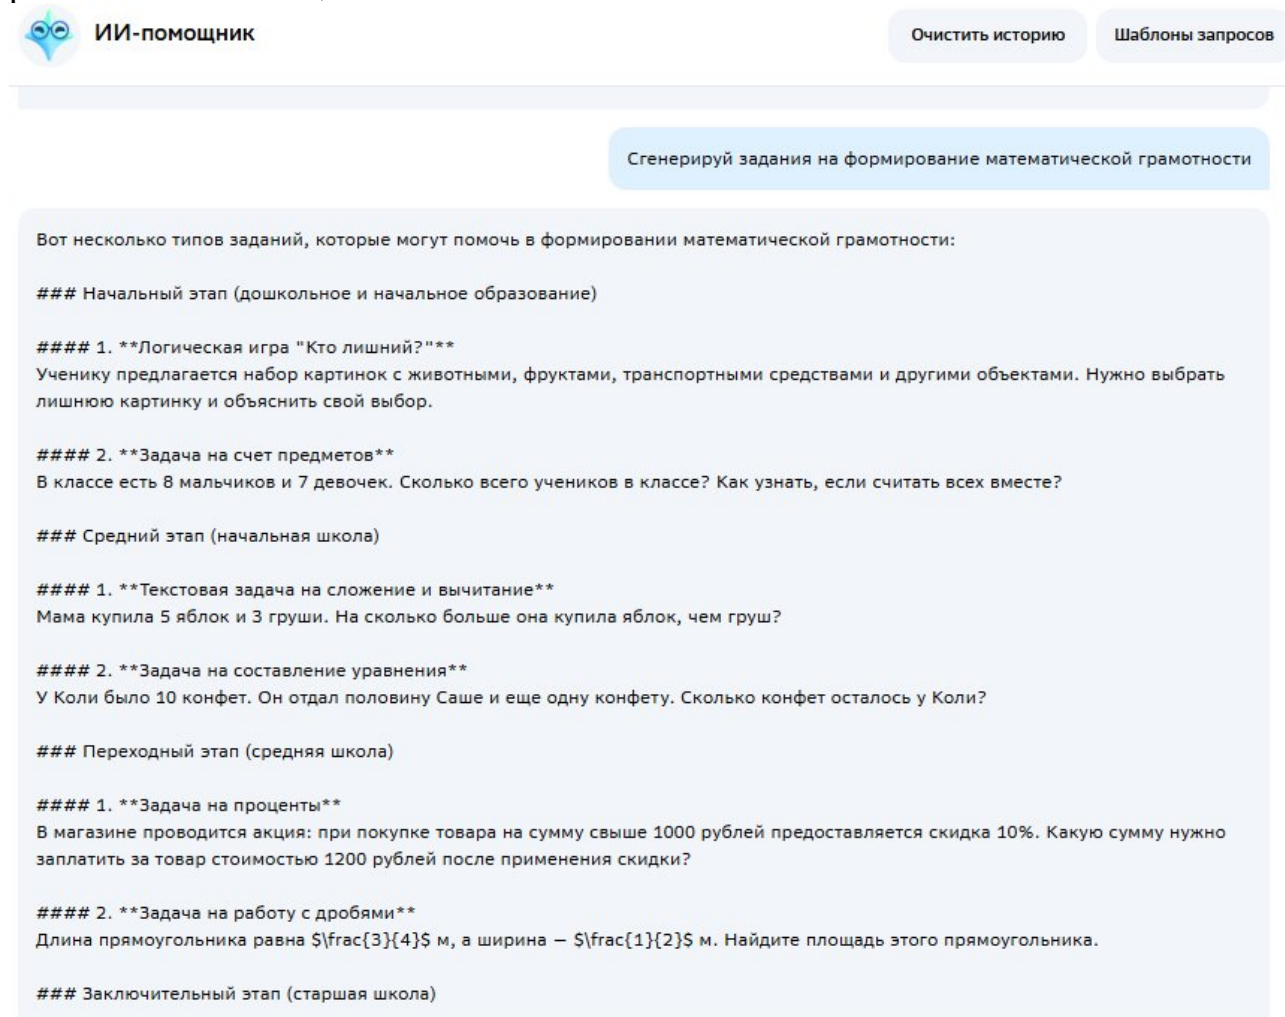 ИИ-помощник
Очистить историю
Шаблоны запросов
Сгенерируй задания на формирование математической грамотности
Вот несколько типов заданий, которые могут помочь в формировании математической грамотности:
### Начальный этап (дошкольное и начальное образование)
#### 1. **Логическая игра "Кто лишний?"**
Ученику предлагается набор картинок с животными, фруктами, транспортными средствами и другими объектами. Нужно выбрать
лишнюю картинку и объяснить свой выбор.
#### 2. **Задача на счет предметов**
В классе есть 8 мальчиков и 7 девочек. Сколько всего учеников в классе? Как узнать, если считать всех вместе?
### Средний этап (начальная школа)
#### 1. **Текстовая задача на сложение и вычитание**
Мама купила 5 яблок и 3 груши. На сколько больше она купила яблок, чем груш?
#### 2. **Задача на составление уравнения**
У Коли было 10 конфет. Он отдал половину Саше и еще одну конфету. Сколько конфет осталось у Коли?
### Переходный этап (средняя школа)
#### 1. **Задача на проценты**
В магазине проводится акция: при покупке товара на сумму свыше 1000 рублей предоставляется скидка 10%. Какую сумму нужно
заплатить за товар стоимостью 1200 рублей после применения скидки?
#### 2. **Задача на работу с дробями**
Длина прямоугольника равна $\frac{3}{4}$ м, а ширина — $\frac{1}{2}$ м. Найдите площадь этого прямоугольника.
### Заключительный этап (старшая школа)